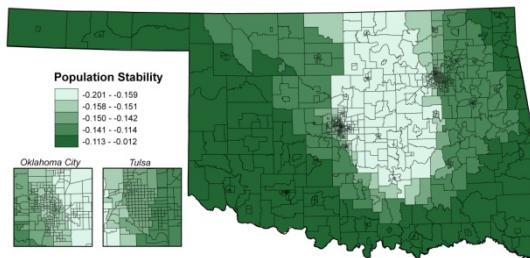 Population Stability
-0.201 - -0.159
-0.158 - -0.151
-0.150 - -0.142
-0.141 - -0.114
-0.113 - -0.012
Oklahoma City
Tulsa